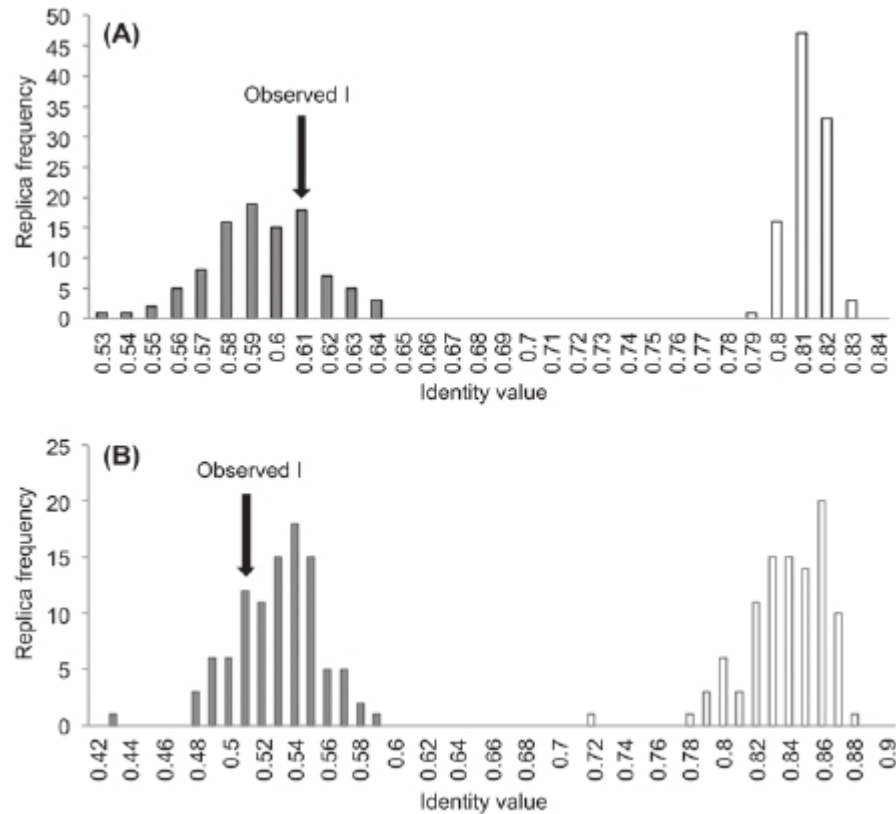 (A)
50
45
40
35
30
25
20
15
10
5
0
Replica frequency
Observed I
0.53 0.54 0.55 0.56 0.57 0.58 0.59 0.6 0.61 0.62 0.63 0.64 0.65 0.66 0.67 0.68 0.69 0.7 0.71 0.72 0.73 0.74 0.75 0.76 0.77 0.78 0.79 0.8 0.81 0.82 0.83 0.84
Identity value
(B)
25
20
15
10
5
0
Replica frequency
Observed I
0.42 0.44 0.46 0.48 0.5 0.52 0.54 0.56 0.58 0.6 0.62 0.64 0.66 0.68 0.7 0.72 0.74 0.76 0.78 0.8 0.82 0.84 0.86 0.88 0.9
Identity value